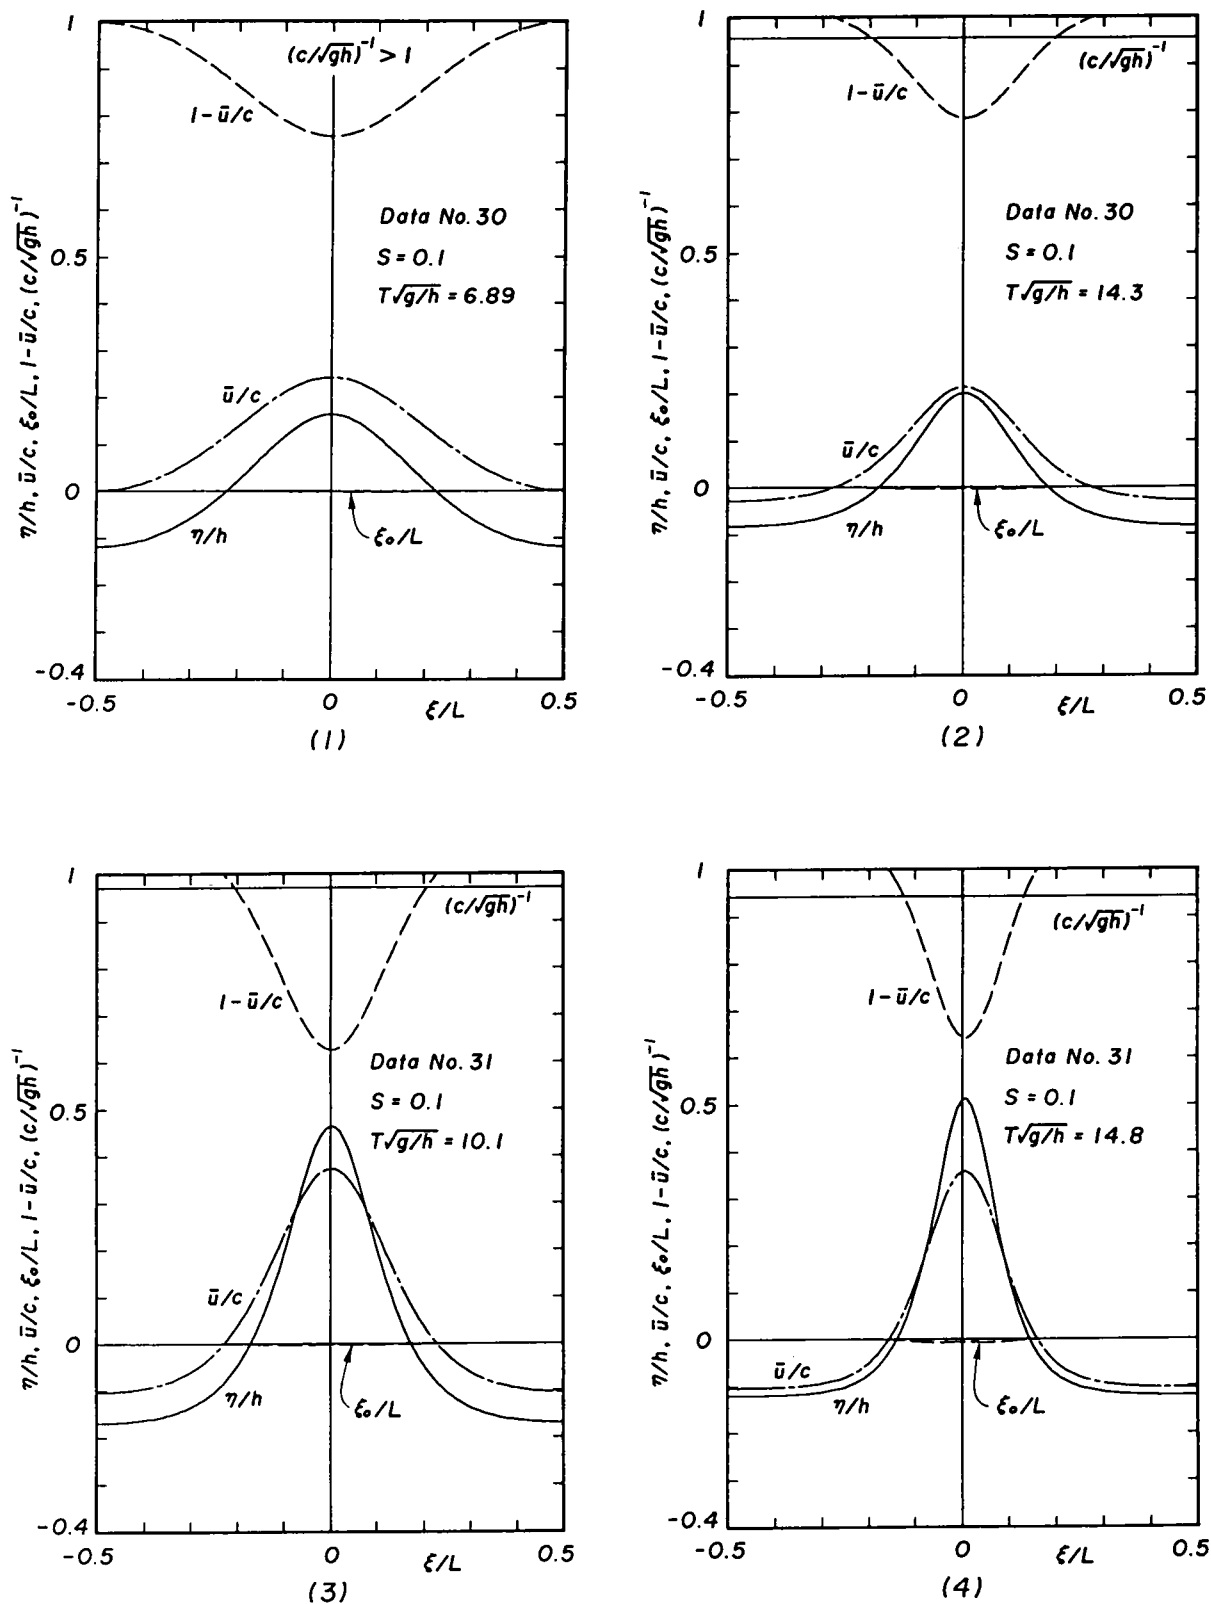 1
(c/√gh)⁻¹ > 1
1-ū/c
Data No. 30
S = 0.1
T√g/h = 6.89
0.5
ū/c
0
η/h
ξ₀/L
-0.4
-0.5
0
ξ/L
0.5
η/h, ū/c, ξ₀/L, 1-ū/c, (c/√gh)⁻¹
(1)
1
(c/√gh)⁻¹
1-ū/c
Data No. 30
S = 0.1
T√g/h = 14.3
0.5
ū/c
0
η/h
ξ₀/L
-0.4
-0.5
0
ξ/L
0.5
η/h, ū/c, ξ₀/L, 1-ū/c, (c/√gh)⁻¹
(2)
1
(c/√gh)⁻¹
1-ū/c
Data No. 31
S = 0.1
T√g/h = 10.1
0.5
ū/c
0
η/h
ξ₀/L
-0.4
-0.5
0
ξ/L
0.5
η/h, ū/c, ξ₀/L, 1-ū/c, (c/√gh)⁻¹
(3)
1
(c/√gh)⁻¹
1-ū/c
Data No. 31
S = 0.1
T√g/h = 14.8
0.5
0
ū/c
η/h
ξ₀/L
-0.4
-0.5
0
ξ/L
0.5
η/h, ū/c, ξ₀/L, 1-ū/c, (c/√gh)⁻¹
(4)